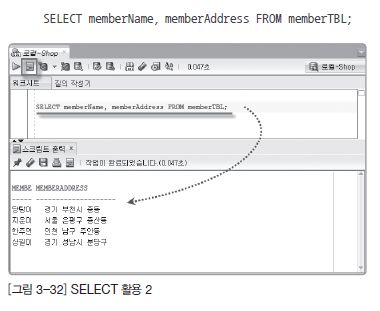 SELECT memberName, memberAddress FROM memberTBL;
로컬-Shop ×
0.047초
로컬-Shop
워크시트 질의 작성기
SELECT memberName, memberAddress FROM memberTBL;
스크립트 출력 ×
작업이 완료되었습니다.(0.047초)
MEMBE MEMBERADDRESS
----- --------------------
당탕이 경기 부천시 중동
지운이 서울 은평구 증산동
한주연 인천 남구 주안동
상길이 경기 성남시 분당구
[그림 3-32] SELECT 활용 2